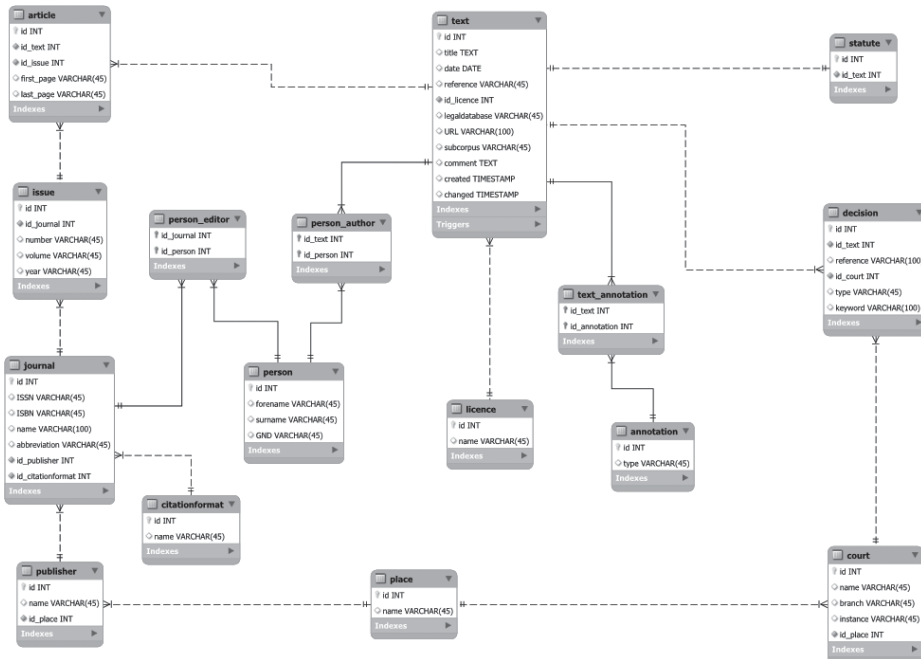 article
id INT
id_text INT
id_issue INT
first_page VARCHAR(45)
last_page VARCHAR(45)
Indexes
text
id INT
title TEXT
date DATE
reference VARCHAR(45)
id_licence INT
legaldatabase VARCHAR(45)
URL VARCHAR(100)
subcorpus VARCHAR(45)
comment TEXT
created TIMESTAMP
changed TIMESTAMP
Indexes
Triggers
statute
id INT
id_text INT
Indexes
issue
id INT
id_journal INT
number VARCHAR(45)
volume VARCHAR(45)
year VARCHAR(45)
Indexes
person_editor
id_journal INT
id_person INT
Indexes
person_author
id_text INT
id_person INT
Indexes
decision
id INT
id_text INT
reference VARCHAR(100)
id_court INT
type VARCHAR(45)
keyword VARCHAR(100)
Indexes
text_annotation
id_text INT
id_annotation INT
Indexes
journal
id INT
ISSN VARCHAR(45)
ISBN VARCHAR(45)
name VARCHAR(100)
abbreviation VARCHAR(45)
id_publisher INT
id_citationformat INT
Indexes
person
id INT
forename VARCHAR(45)
surname VARCHAR(45)
GND VARCHAR(45)
Indexes
licence
id INT
name VARCHAR(45)
Indexes
annotation
id INT
type VARCHAR(45)
Indexes
citationformat
id INT
name VARCHAR(45)
Indexes
publisher
id INT
name VARCHAR(45)
id_place INT
Indexes
place
id INT
name VARCHAR(45)
Indexes
court
id INT
name VARCHAR(45)
branch VARCHAR(45)
instance VARCHAR(45)
id_place INT
Indexes